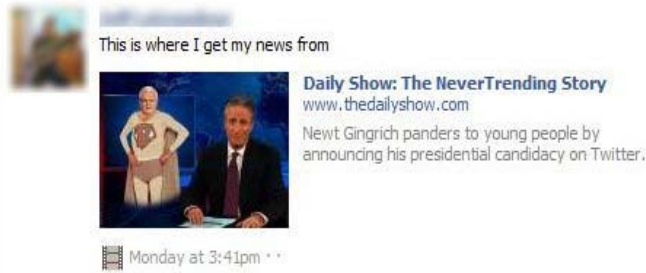 This is where I get my news from
Daily Show: The NeverTrending Story
www.thedailyshow.com
Newt Gingrich panders to young people by
announcing his presidential candidacy on Twitter.
Monday at 3:41pm · ·